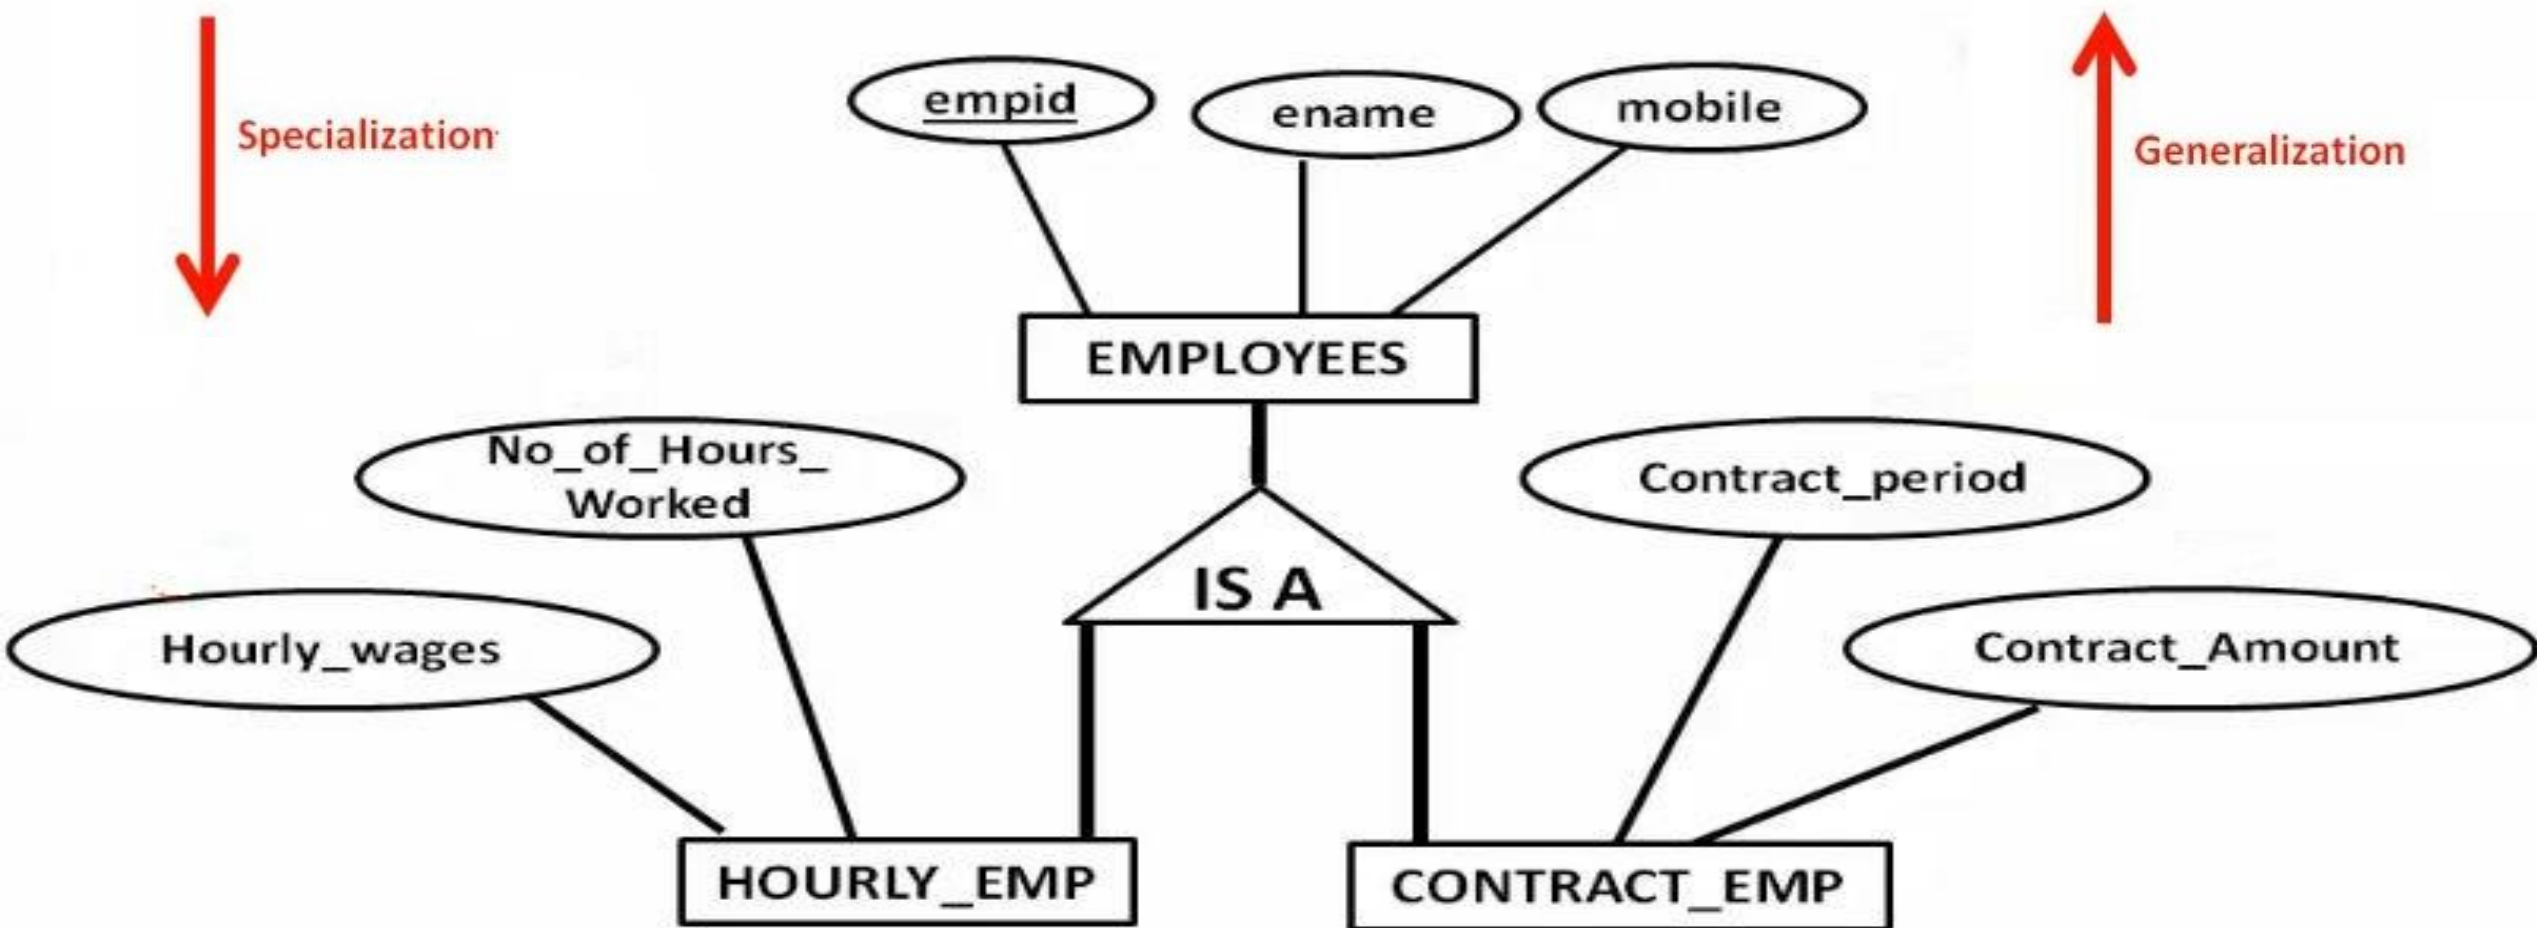 Specialization
Generalization
empid
ename
mobile
EMPLOYEES
No_of_Hours_
Worked
Contract_period
IS A
Hourly_wages
Contract_Amount
HOURLY_EMP
CONTRACT_EMP